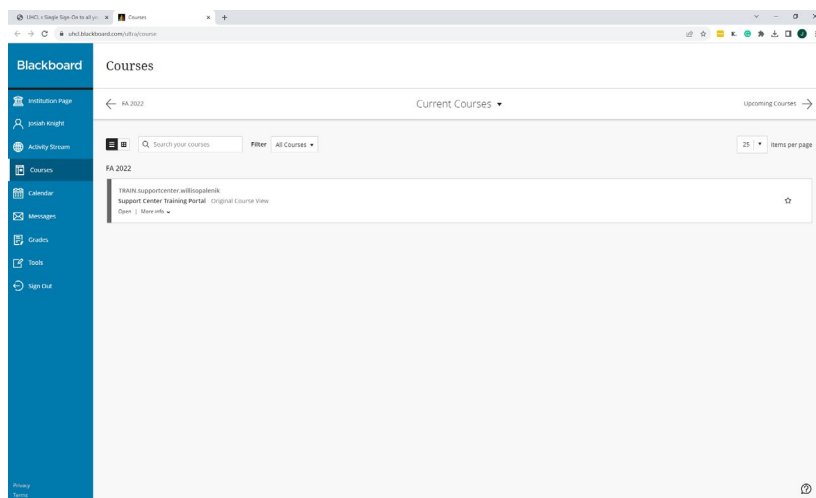 UHCL :: Single Sign-On to all yo
Courses
uhcl.blackboard.com/ultra/course
Blackboard
Courses
Institution Page
Josiah Knight
Activity Stream
Courses
Calendar
Messages
Grades
Tools
Sign Out
Privacy
Terms
FA 2022
Current Courses
Upcoming Courses
Search your courses
Filter
All Courses
25
items per page
FA 2022
TRAIN.supportcenter.willisopalenik
Support Center Training Portal Original Course View
Open | More info